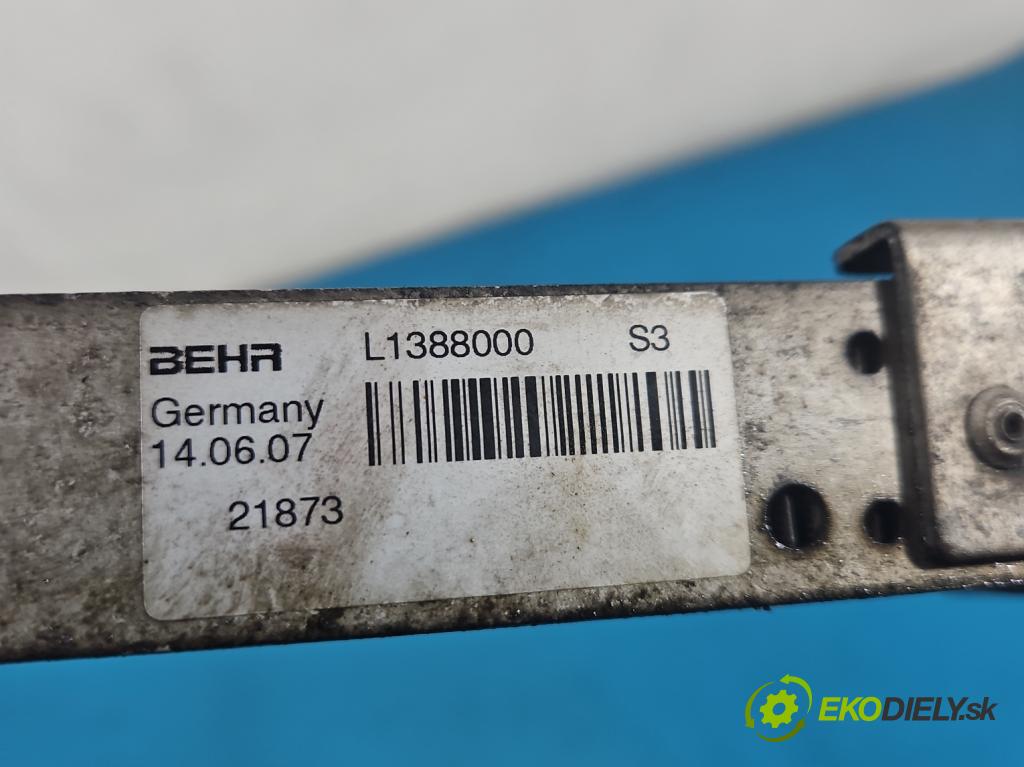 BEHR L1388000 S3
Germany
14.06.07
21873
EKODIELY.sk